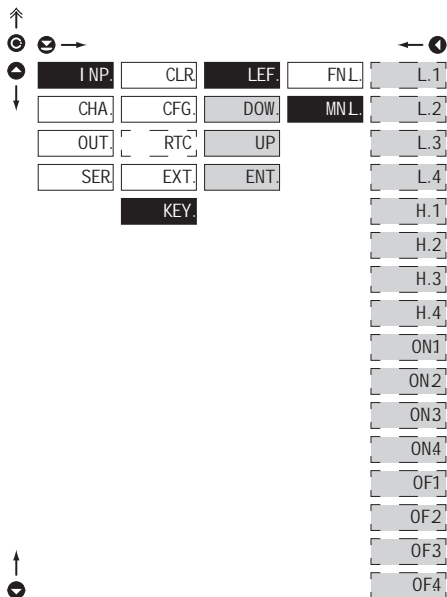 INP. CLR. LEF. FNL. L.1
CHA. CFG. DOW. MNL. L.2
OUT. RTC UP L.3
SER. EXT. ENT. L.4
KEY. H.1
H.2
H.3
H.4
ON1
ON2
ON3
ON4
OF1
OF2
OF3
OF4